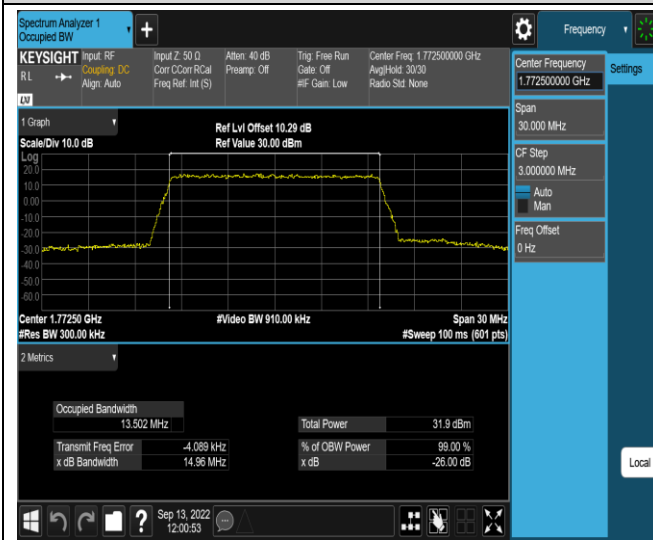 Spectrum Analyzer 1
Occupied BW
Frequency
KEYSIGHT
R L
LXI
Input: RF
Coupling: DC
Align: Auto
Input Z: 50 Ω
Corr CCorr RCal
Freq Ref: Int (S)
Atten: 40 dB
Preamp: Off
Trig: Free Run
Gate: Off
#IF Gain: Low
Center Freq: 1.772500000 GHz
Avg|Hold: 30/30
Radio Std: None
Center Frequency
1.772500000 GHz
Settings
Span
30.000 MHz
CF Step
3.000000 MHz
Auto
Man
Freq Offset
0 Hz
1 Graph
Scale/Div 10.0 dB
Ref Lvl Offset 10.29 dB
Ref Value 30.00 dBm
Log
20.0
10.0
0.00
-10.0
-20.0
-30.0
-40.0
-50.0
-60.0
Center 1.77250 GHz
#Video BW 910.00 kHz
Span 30 MHz
#Res BW 300.00 kHz
#Sweep 100 ms (601 pts)
2 Metrics
Occupied Bandwidth
13.502 MHz
Total Power 31.9 dBm
Transmit Freq Error -4.089 kHz
% of OBW Power 99.00 %
x dB Bandwidth 14.96 MHz
x dB -26.00 dB
Local
Sep 13, 2022
12:00:53